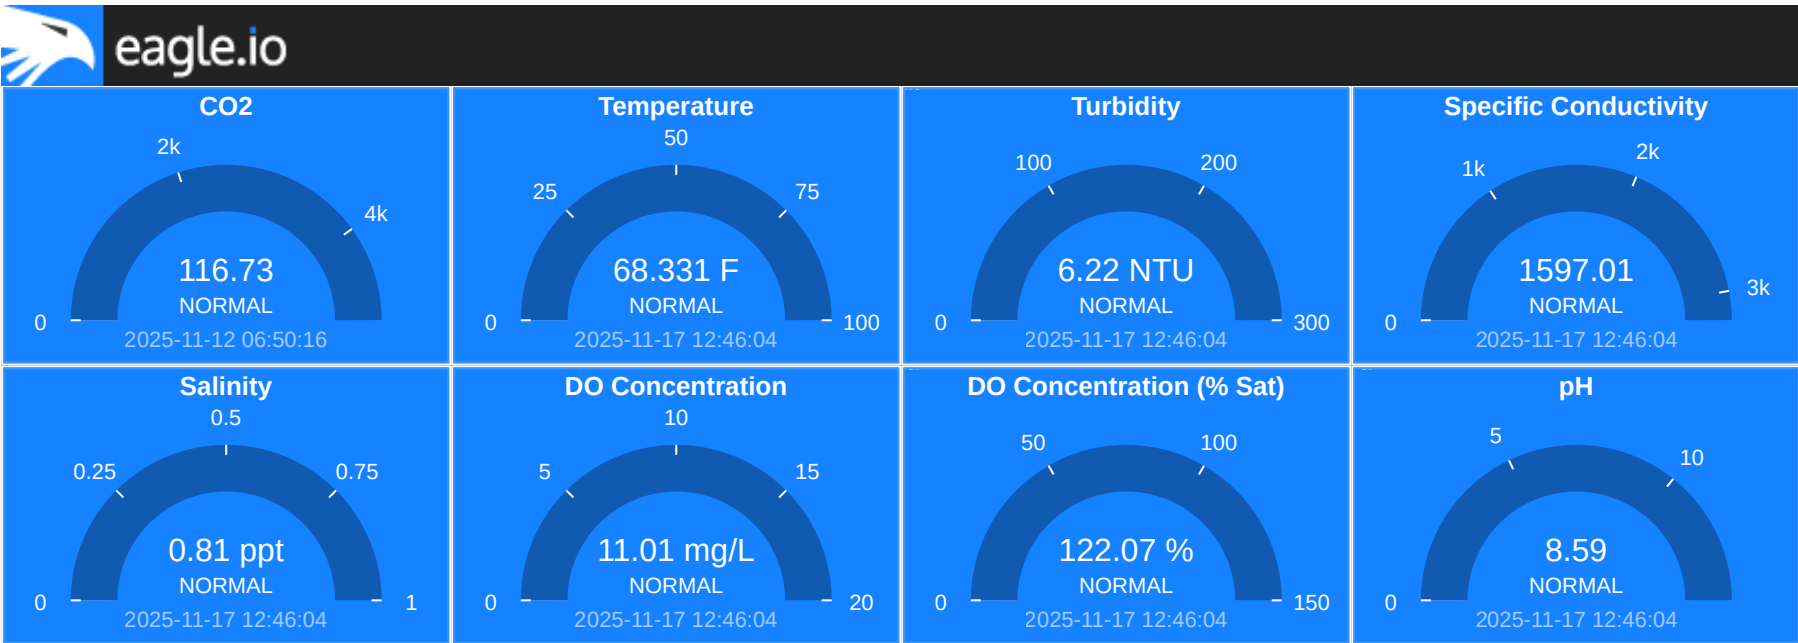 eagle.io
CO2
2k
4k
0
116.73
NORMAL
2025-11-12 06:50:16
Temperature
50
25
75
0
100
68.331 F
NORMAL
2025-11-17 12:46:04
Turbidity
100
200
0
300
6.22 NTU
NORMAL
2025-11-17 12:46:04
Specific Conductivity
1k
2k
3k
0
1597.01
NORMAL
2025-11-17 12:46:04
Salinity
0.5
0.25
0.75
0
1
0.81 ppt
NORMAL
2025-11-17 12:46:04
DO Concentration
10
5
15
0
20
11.01 mg/L
NORMAL
2025-11-17 12:46:04
DO Concentration (% Sat)
50
100
0
150
122.07 %
NORMAL
2025-11-17 12:46:04
pH
5
10
0
8.59
NORMAL
2025-11-17 12:46:04